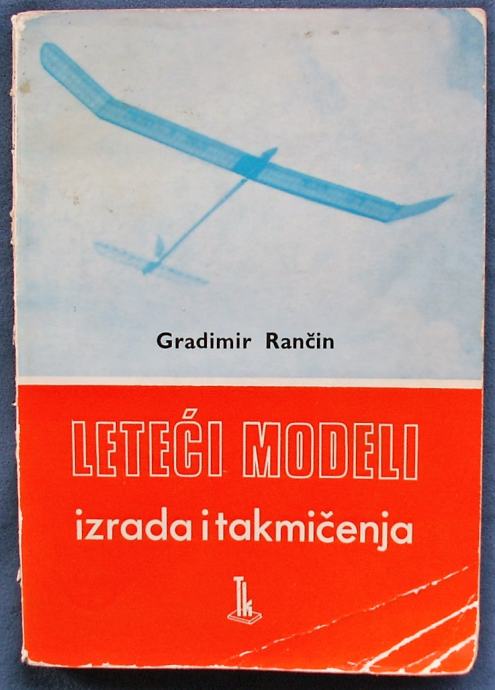 Gradimir Rančin
LETEĆI MODELI
izrada i takmičenja
Tk